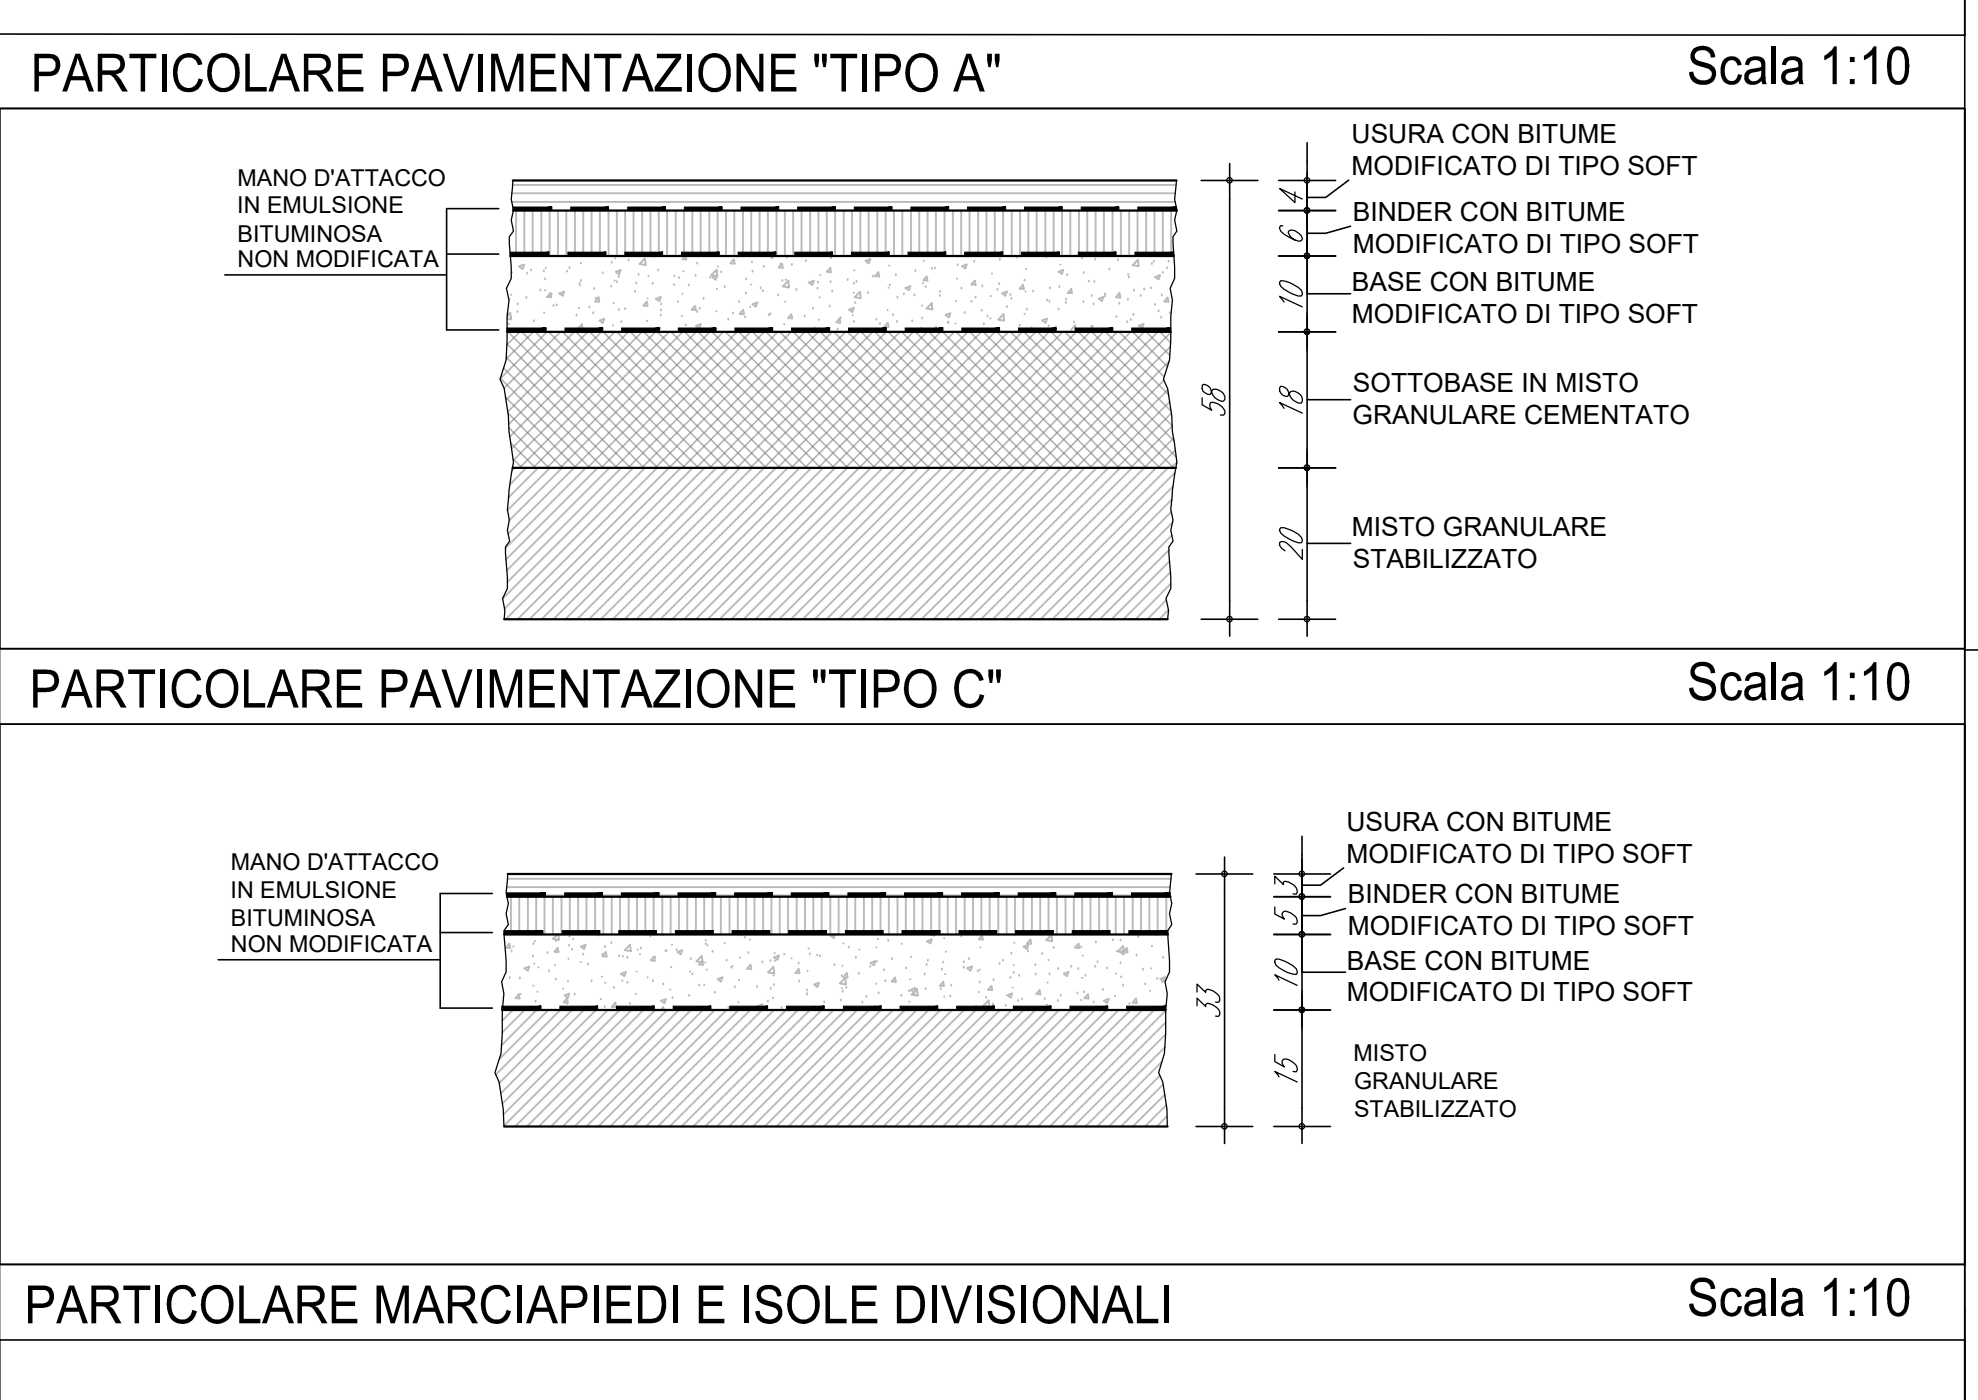 PARTICOLARE PAVIMENTAZIONE "TIPO A"
Scala 1:10
MANO D'ATTACCO
IN EMULSIONE
BITUMINOSA
NON MODIFICATA
58
4
6
10
18
20
USURA CON BITUME
MODIFICATO DI TIPO SOFT
BINDER CON BITUME
MODIFICATO DI TIPO SOFT
BASE CON BITUME
MODIFICATO DI TIPO SOFT
SOTTOBASE IN MISTO
GRANULARE CEMENTATO
MISTO GRANULARE
STABILIZZATO
PARTICOLARE PAVIMENTAZIONE "TIPO C"
Scala 1:10
MANO D'ATTACCO
IN EMULSIONE
BITUMINOSA
NON MODIFICATA
33
3
5
10
15
USURA CON BITUME
MODIFICATO DI TIPO SOFT
BINDER CON BITUME
MODIFICATO DI TIPO SOFT
BASE CON BITUME
MODIFICATO DI TIPO SOFT
MISTO
GRANULARE
STABILIZZATO
PARTICOLARE MARCIAPIEDI E ISOLE DIVISIONALI
Scala 1:10